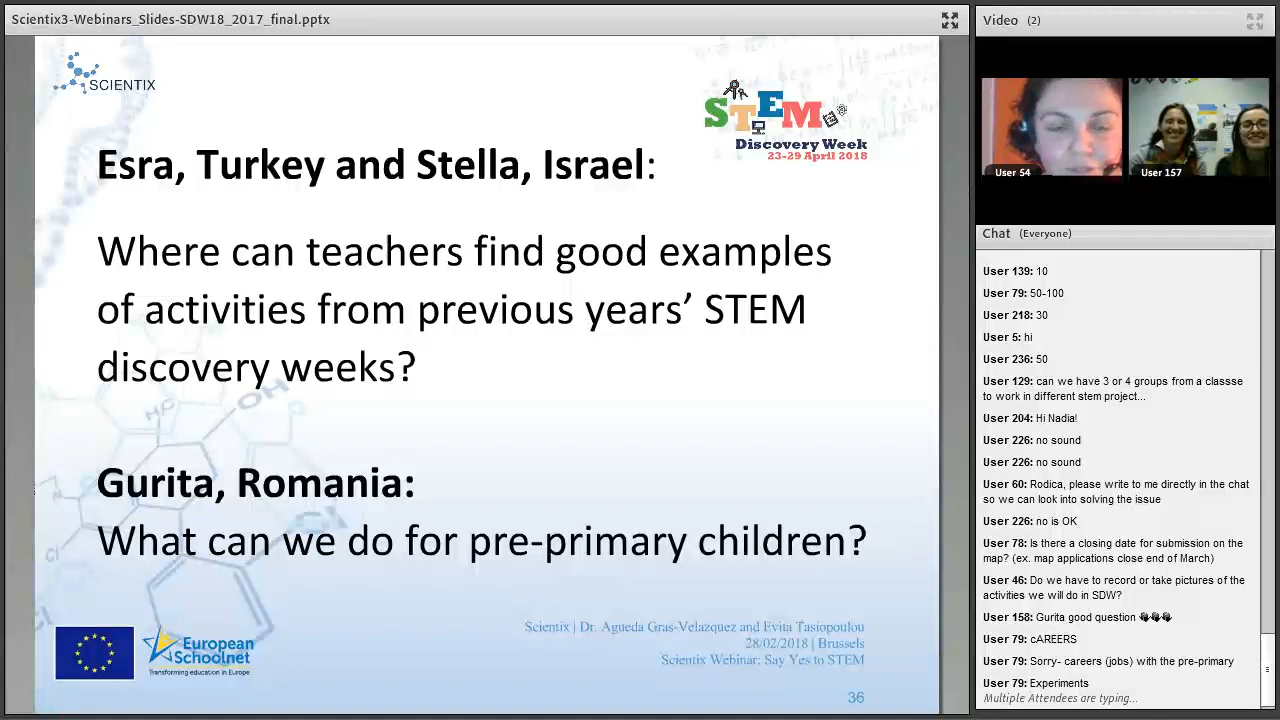 Scientix3-Webinars_Slides-SDW18_2017_final.pptx
SCIENTIX
STEM
Discovery Week
23-29 April 2018
Esra, Turkey and Stella, Israel:
Where can teachers find good examples
of activities from previous years’ STEM
discovery weeks?
Gurita, Romania:
What can we do for pre-primary children?
European
Schoolnet
Transforming education in Europe
Scientix | Dr. Agueda Gras-Velazquez and Evita Tasiopoulou
28/02/2018 | Brussels
Scientix Webinar: Say Yes to STEM
36
HO
HC
OH
Cl
Cl
Video (2)
User 54
User 157
Chat (Everyone)
User 139: 10
User 79: 50-100
User 218: 30
User 5: hi
User 236: 50
User 129: can we have 3 or 4 groups from a classse
to work in different stem project...
User 204: Hi Nadia!
User 226: no sound
User 226: no sound
User 60: Rodica, please write to me directly in the chat
so we can look into solving the issue
User 226: no is OK
User 78: Is there a closing date for submission on the
map? (ex. map applications close end of March)
User 46: Do we have to record or take pictures of the
activities we will do in SDW?
User 158: Gurita good question 👏👏👏
User 79: cAREERS
User 79: Sorry- careers (jobs) with the pre-primary
User 79: Experiments
Multiple Attendees are typing...